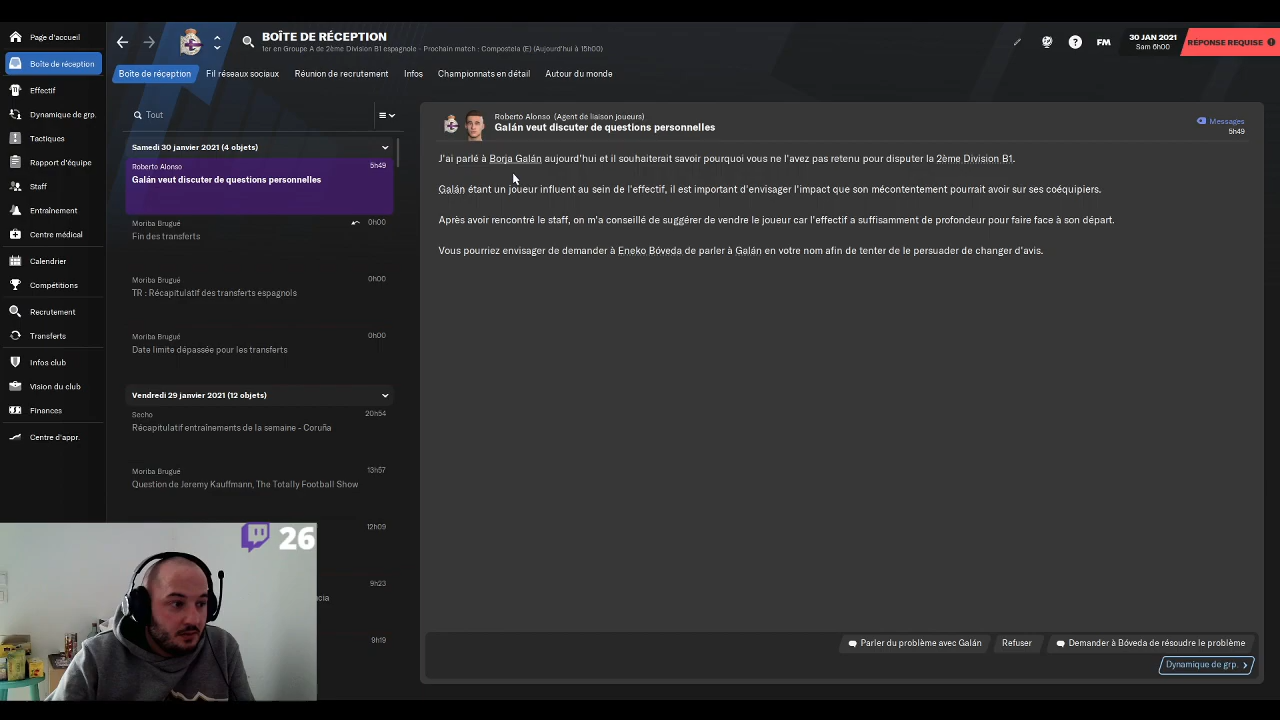 Page d'accueil
Boîte de réception
Effectif
Dynamique de grp.
Tactiques
Rapport d'équipe
Staff
Entraînement
Centre médical
Calendrier
Compétitions
Recrutement
Transferts
Infos club
Vision du club
Finances
Centre d'appr.
BOÎTE DE RÉCEPTION
1er en Groupe A de 2ème Division B1 espagnole - Prochain match : Compostela (E) (Aujourd'hui à 15h00)
FM
30 JAN 2021
Sam 6h00
RÉPONSE REQUISE
Boîte de réception
Fil réseaux sociaux
Réunion de recrutement
Infos
Championnats en détail
Autour du monde
Tout
Samedi 30 janvier 2021 (4 objets)
Roberto Alonso
5h49
Galán veut discuter de questions personnelles
Moriba Brugué
0h00
Fin des transferts
Moriba Brugué
0h00
TR : Récapitulatif des transferts espagnols
Moriba Brugué
0h00
Date limite dépassée pour les transferts
Vendredi 29 janvier 2021 (12 objets)
Secho
20h54
Récapitulatif entraînements de la semaine - Coruña
Moriba Brugué
13h57
Question de Jeremy Kauffmann, The Totally Football Show
12h09
9h23
ncia
9h19
26
Roberto Alonso (Agent de liaison joueurs)
Galán veut discuter de questions personnelles
Messages
5h49
J'ai parlé à Borja Galán aujourd'hui et il souhaiterait savoir pourquoi vous ne l'avez pas retenu pour disputer la 2ème Division B1.
Galán étant un joueur influent au sein de l'effectif, il est important d'envisager l'impact que son mécontentement pourrait avoir sur ses coéquipiers.
Après avoir rencontré le staff, on m'a conseillé de suggérer de vendre le joueur car l'effectif a suffisamment de profondeur pour faire face à son départ.
Vous pourriez envisager de demander à Eneko Bóveda de parler à Galán en votre nom afin de tenter de le persuader de changer d'avis.
Parler du problème avec Galán
Refuser
Demander à Bóveda de résoudre le problème
Dynamique de grp.